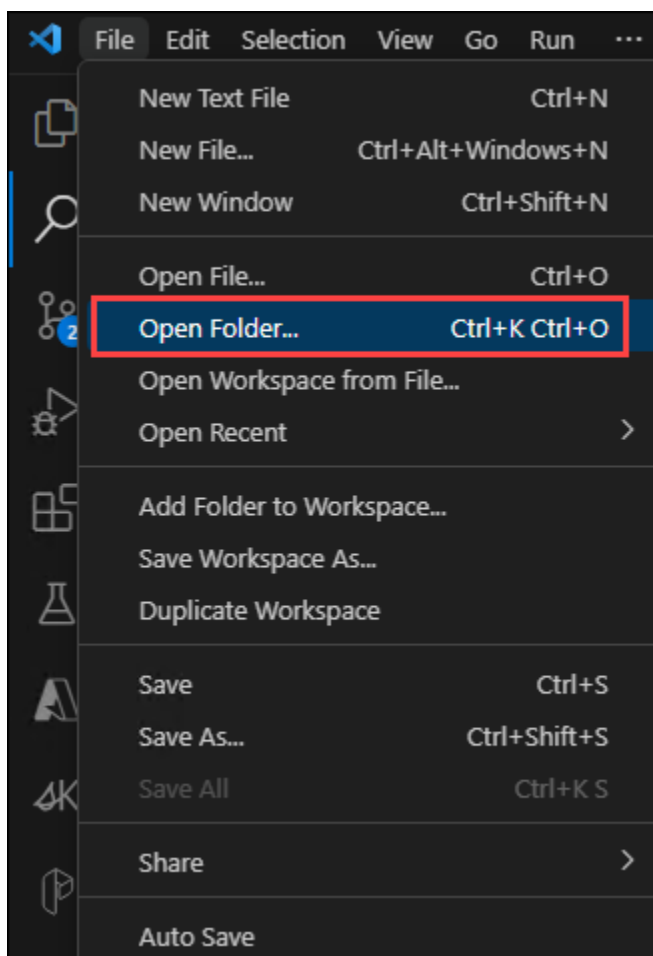 File Edit Selection View Go Run ...
New Text File Ctrl+N
New File... Ctrl+Alt+Windows+N
New Window Ctrl+Shift+N
Open File... Ctrl+O
2
Open Folder... Ctrl+K Ctrl+O
Open Workspace from File...
Open Recent
Add Folder to Workspace...
Save Workspace As...
Duplicate Workspace
Save Ctrl+S
Save As... Ctrl+Shift+S
Save All Ctrl+K S
Share
Auto Save